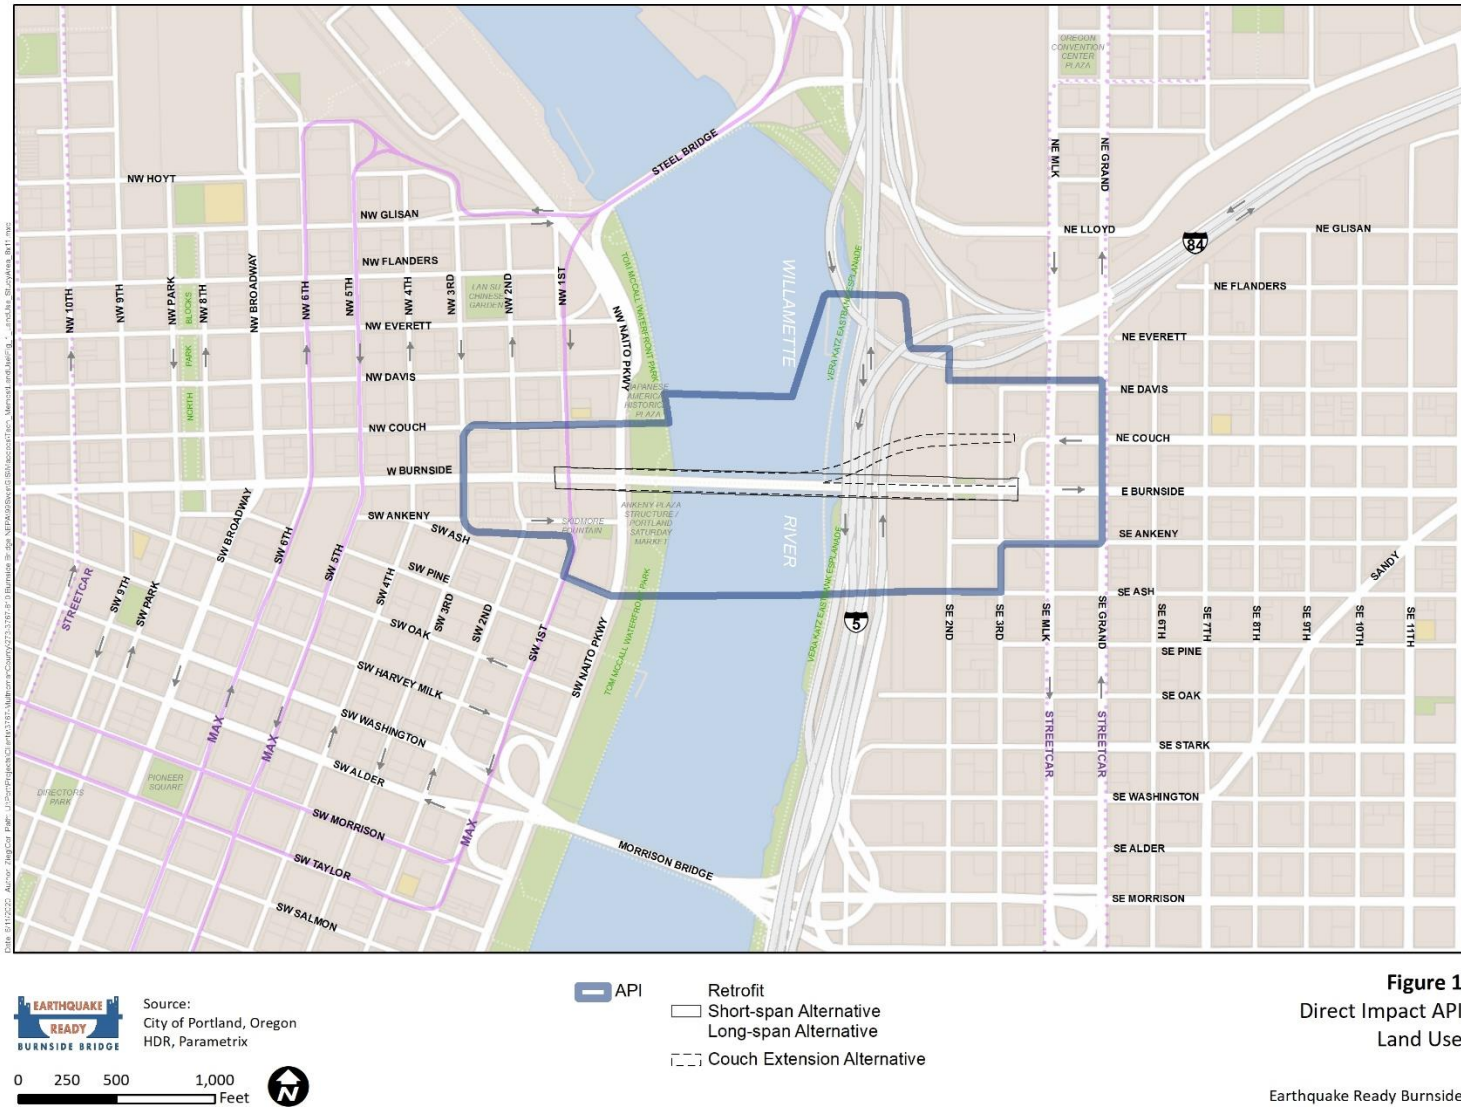 OREGON
CONVENTION
CENTER
PLAZA
STEEL BRIDGE
NE MLK
NE GRAND
NW HOYT
NW GLISAN
NE LLOYD
NE GLISAN
84
NW FLANDERS
NE FLANDERS
NW 10TH
NW 9TH
NW PARK
NORTH PARK BLOCKS
NW 8TH
NW BROADWAY
NW 6TH
NW 5TH
NW 4TH
NW 3RD
LAN SU
CHINESE
GARDEN
NW 2ND
NW 1ST
NW NAITO PKWY
TOM MCCALL WATERFRONT PARK
WILLAMETTE
VERA KATZ EASTBANK ESPLANADE
NW EVERETT
NE EVERETT
NW DAVIS
NE DAVIS
JAPANESE
AMERICAN
HISTORICAL
PLAZA
NW COUCH
NE COUCH
W BURNSIDE
E BURNSIDE
SW ANKENY
SW ASH
SKIDMORE
FOUNTAIN
ANKENY PLAZA
STRUCTURE /
PORTLAND
SATURDAY
MARKET
RIVER
SE ANKENY
SW BROADWAY
SW 6TH
SW 5TH
SW PINE
SW 4TH
SW 3RD
SW 2ND
SW 1ST
SANDY
STREETCAR
SW 9TH
SW PARK
SW OAK
SW NAITO PKWY
TOM MCCALL WATERFRONT PARK
VERA KATZ EASTBANK ESPLANADE
5
SE ASH
SE 2ND
SE 3RD
SE MLK
SE GRAND
SE 6TH
SE 7TH
SE 8TH
SE 9TH
SE 10TH
SE 11TH
SE PINE
SW HARVEY MILK
SE OAK
SW WASHINGTON
MAX
MAX
STREETCAR
STREETCAR
SE STARK
SW ALDER
PIONEER
SQUARE
DIRECTORS
PARK
SE WASHINGTON
SW MORRISON
MAX
MORRISON BRIDGE
SE ALDER
SW TAYLOR
SE MORRISON
SW SALMON
EARTHQUAKE
READY
BURNSIDE BRIDGE
Source:
City of Portland, Oregon
HDR, Parametrix
0 250 500 1,000
Feet
N
API
Retrofit
Short-span Alternative
Long-span Alternative
Couch Extension Alternative
Figure 1
Direct Impact API
Land Use
Earthquake Ready Burnside